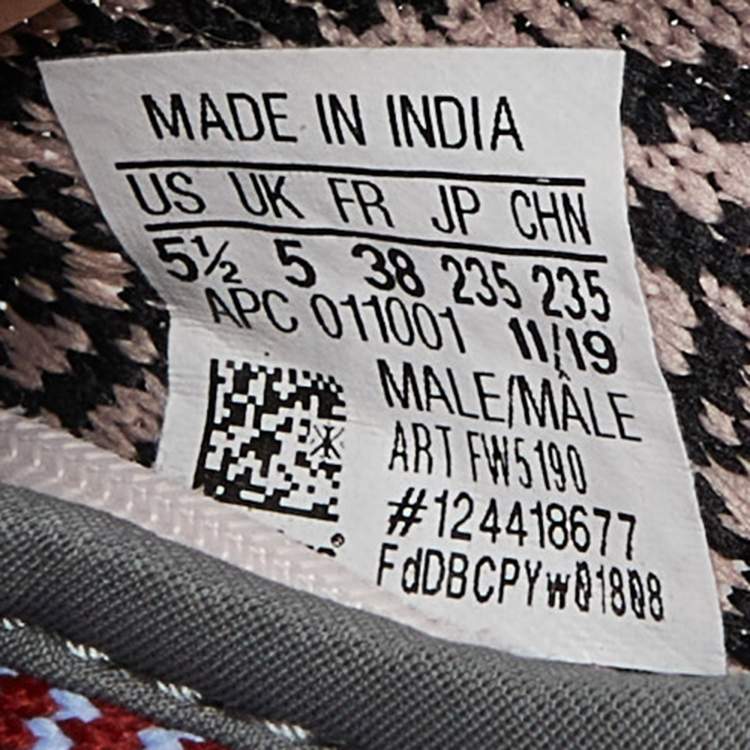 MADE IN INDIA
US UK FR JP CHN
5½ 5 38 235 235
APC 011001 11/19
MALE/MÂLE
ART FW5190
#124418677